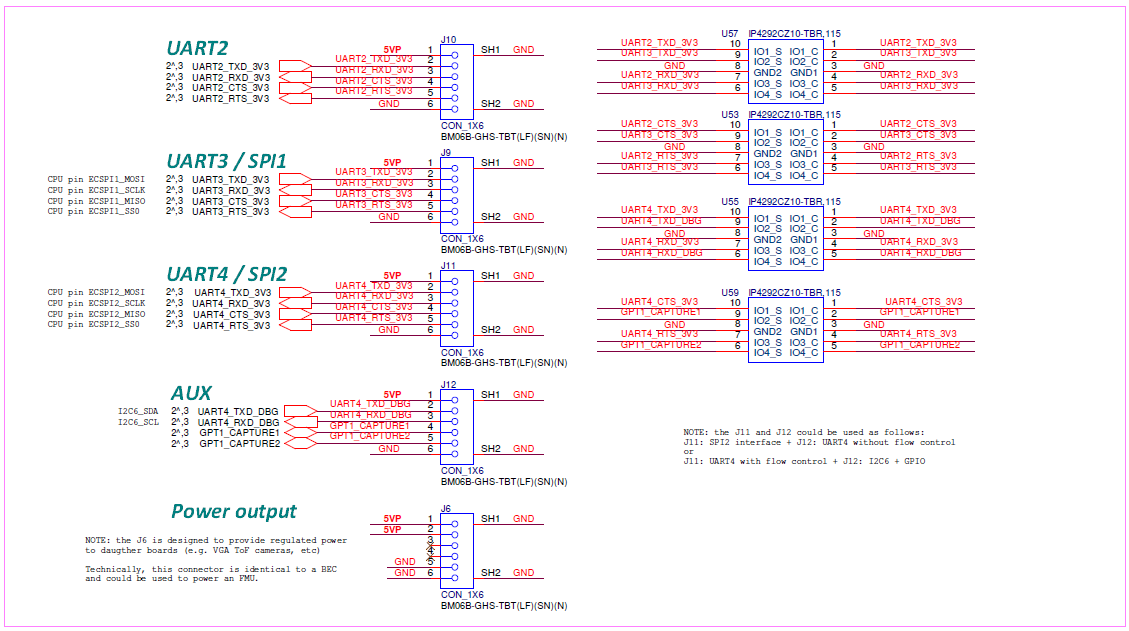 UART2
2^,3 UART2_TXD_3V3
2^,3 UART2_RXD_3V3
2^,3 UART2_CTS_3V3
2^,3 UART2_RTS_3V3
J10
5VP 1 SH1 GND
UART2_TXD_3V3 2
UART2_RXD_3V3 3
UART2_CTS_3V3 4
UART2_RTS_3V3 5
GND 6 SH2 GND
CON_1X6
BM06B-GHS-TBT(LF)(SN)(N)
UART3 / SPI1
CPU pin ECSPI1_MOSI 2^,3 UART3_TXD_3V3
CPU pin ECSPI1_SCLK 2^,3 UART3_RXD_3V3
CPU pin ECSPI1_MISO 2^,3 UART3_CTS_3V3
CPU pin ECSPI1_SS0 2^,3 UART3_RTS_3V3
J9
5VP 1 SH1 GND
UART3_TXD_3V3 2
UART3_RXD_3V3 3
UART3_CTS_3V3 4
UART3_RTS_3V3 5
GND 6 SH2 GND
CON_1X6
BM06B-GHS-TBT(LF)(SN)(N)
UART4 / SPI2
CPU pin ECSPI2_MOSI 2^,3 UART4_TXD_3V3
CPU pin ECSPI2_SCLK 2^,3 UART4_RXD_3V3
CPU pin ECSPI2_MISO 2^,3 UART4_CTS_3V3
CPU pin ECSPI2_SS0 2^,3 UART4_RTS_3V3
J11
5VP 1 SH1 GND
UART4_TXD_3V3 2
UART4_RXD_3V3 3
UART4_CTS_3V3 4
UART4_RTS_3V3 5
GND 6 SH2 GND
CON_1X6
BM06B-GHS-TBT(LF)(SN)(N)
AUX
I2C6_SDA 2^,3 UART4_TXD_DBG
I2C6_SCL 2^,3 UART4_RXD_DBG
2^,3 GPT1_CAPTURE1
2^,3 GPT1_CAPTURE2
J12
5VP 1 SH1 GND
UART4_TXD_DBG 2
UART4_RXD_DBG 3
GPT1_CAPTURE1 4
GPT1_CAPTURE2 5
GND 6 SH2 GND
CON_1X6
BM06B-GHS-TBT(LF)(SN)(N)
Power output
NOTE: the J6 is designed to provide regulated power
to daugther boards (e.g. VGA ToF cameras, etc)
Technically, this connector is identical to a BEC
and could be used to power an FMU.
J6
5VP 1 SH1 GND
5VP 2
3
4
GND 5
GND 6 SH2 GND
CON_1X6
BM06B-GHS-TBT(LF)(SN)(N)
U57 IP4292CZ10-TBR,115
UART2_TXD_3V3 10 IO1_S IO1_C 1 UART2_TXD_3V3
UART3_TXD_3V3 9 IO2_S IO2_C 2 UART3_TXD_3V3
GND 8 GND2 GND1 3 GND
UART2_RXD_3V3 7 IO3_S IO3_C 4 UART2_RXD_3V3
UART3_RXD_3V3 6 IO4_S IO4_C 5 UART3_RXD_3V3
U53 IP4292CZ10-TBR,115
UART2_CTS_3V3 10 IO1_S IO1_C 1 UART2_CTS_3V3
UART3_CTS_3V3 9 IO2_S IO2_C 2 UART3_CTS_3V3
GND 8 GND2 GND1 3 GND
UART2_RTS_3V3 7 IO3_S IO3_C 4 UART2_RTS_3V3
UART3_RTS_3V3 6 IO4_S IO4_C 5 UART3_RTS_3V3
U55 IP4292CZ10-TBR,115
UART4_TXD_3V3 10 IO1_S IO1_C 1 UART4_TXD_3V3
UART4_TXD_DBG 9 IO2_S IO2_C 2 UART4_TXD_DBG
GND 8 GND2 GND1 3 GND
UART4_RXD_3V3 7 IO3_S IO3_C 4 UART4_RXD_3V3
UART4_RXD_DBG 6 IO4_S IO4_C 5 UART4_RXD_DBG
U59 IP4292CZ10-TBR,115
UART4_CTS_3V3 10 IO1_S IO1_C 1 UART4_CTS_3V3
GPT1_CAPTURE1 9 IO2_S IO2_C 2 GPT1_CAPTURE1
GND 8 GND2 GND1 3 GND
UART4_RTS_3V3 7 IO3_S IO3_C 4 UART4_RTS_3V3
GPT1_CAPTURE2 6 IO4_S IO4_C 5 GPT1_CAPTURE2
NOTE: the J11 and J12 could be used as follows:
J11: SPI2 interface + J12: UART4 without flow control
or
J11: UART4 with flow control + J12: I2C6 + GPIO